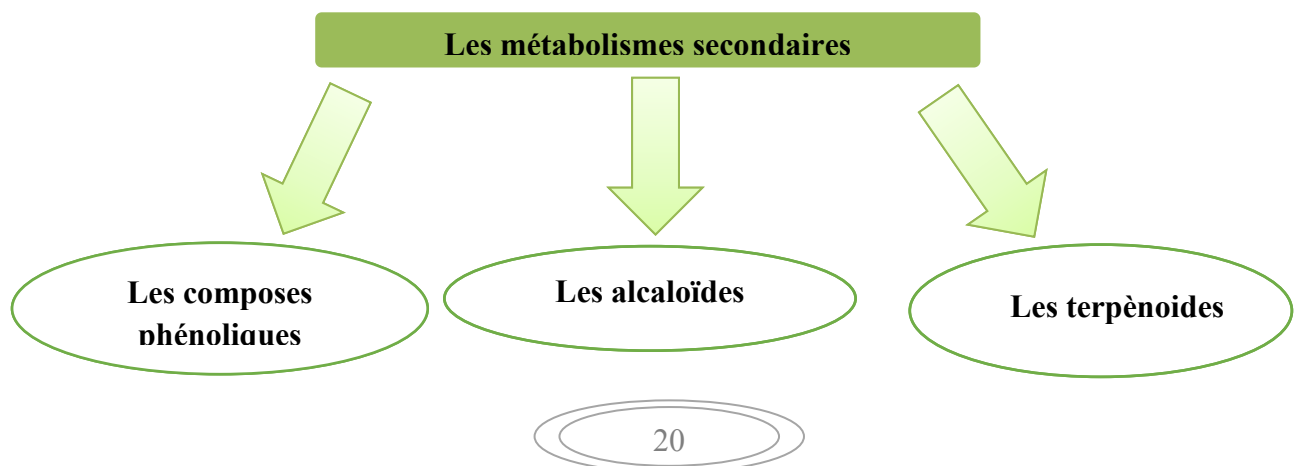 Les métabolismes secondaires
Les composes
phénoliques
Les alcaloïdes
Les terpènoides
20